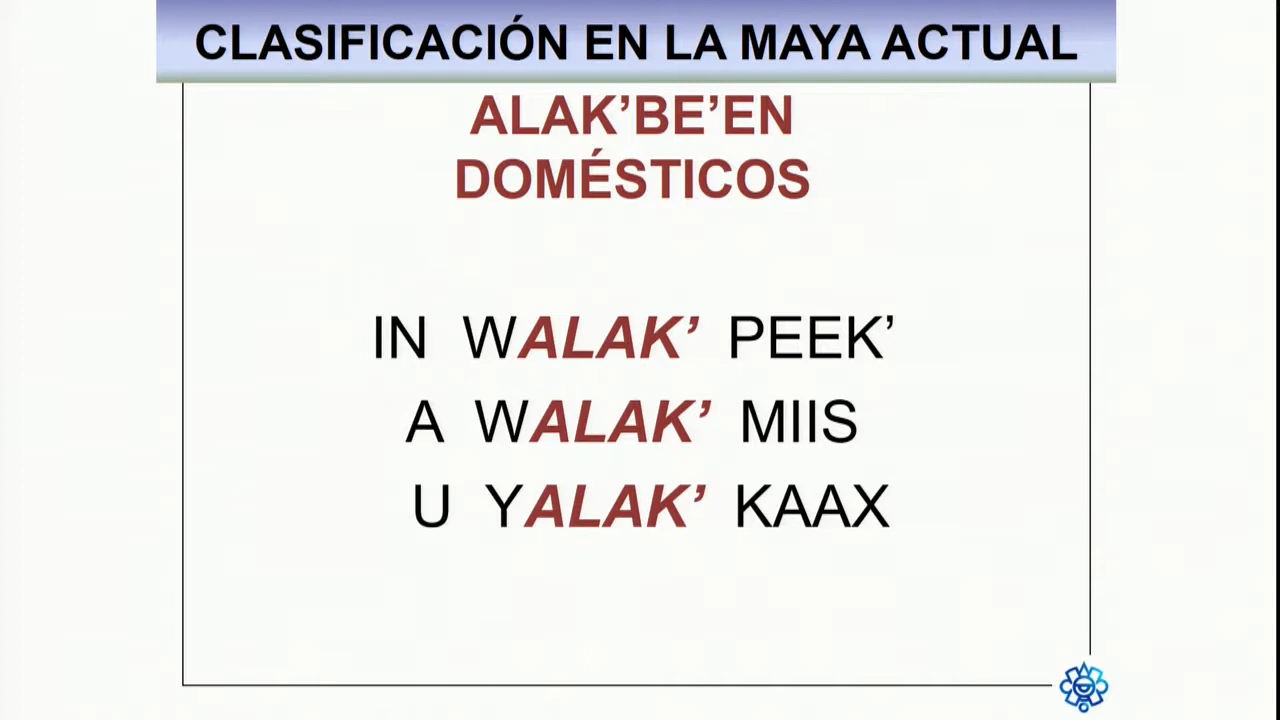 CLASIFICACIÓN EN LA MAYA ACTUAL
ALAK’BE’EN
DOMÉSTICOS
IN WALAK’ PEEK’
A WALAK’ MIIS
U YALAK’ KAAX